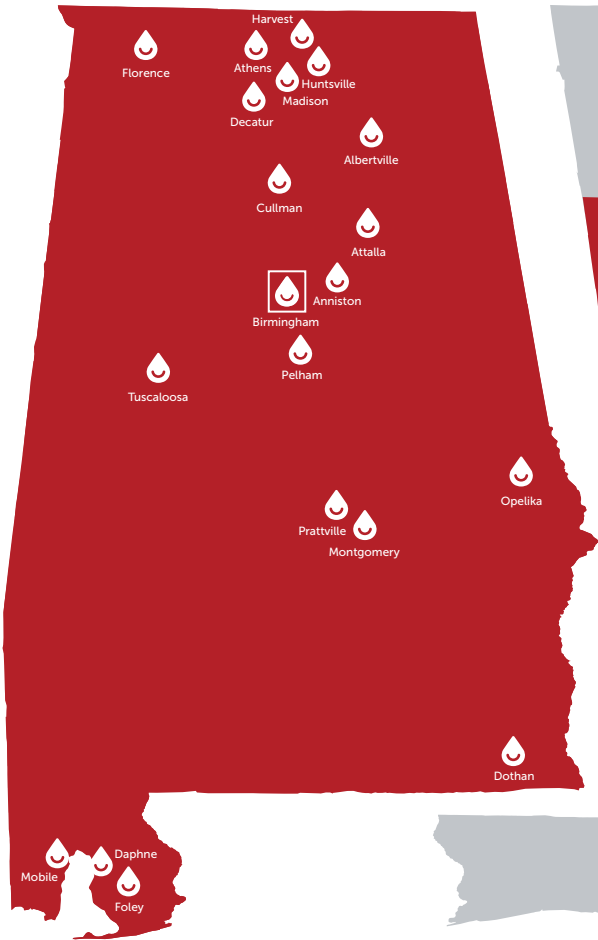 Harvest
Florence
Athens
Huntsville
Madison
Decatur
Albertville
Cullman
Attalla
Anniston
Birmingham
Pelham
Tuscaloosa
Opelika
Prattville
Montgomery
Dothan
Daphne
Mobile
Foley